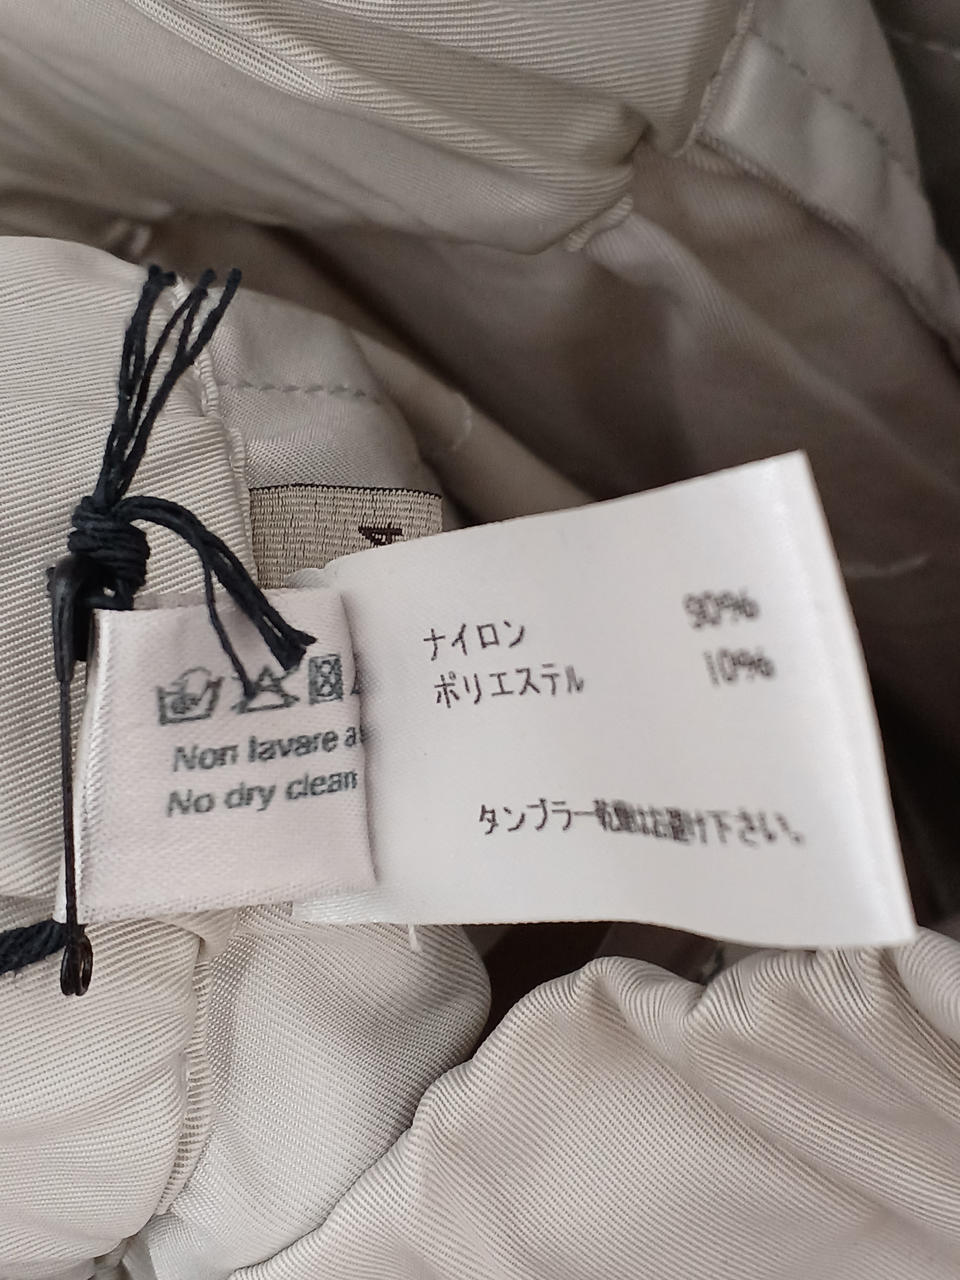 ナイロン 90%
ポリエステル 10%
タンブラー乾燥はお避け下さい。
Non lavare a
No dry clean